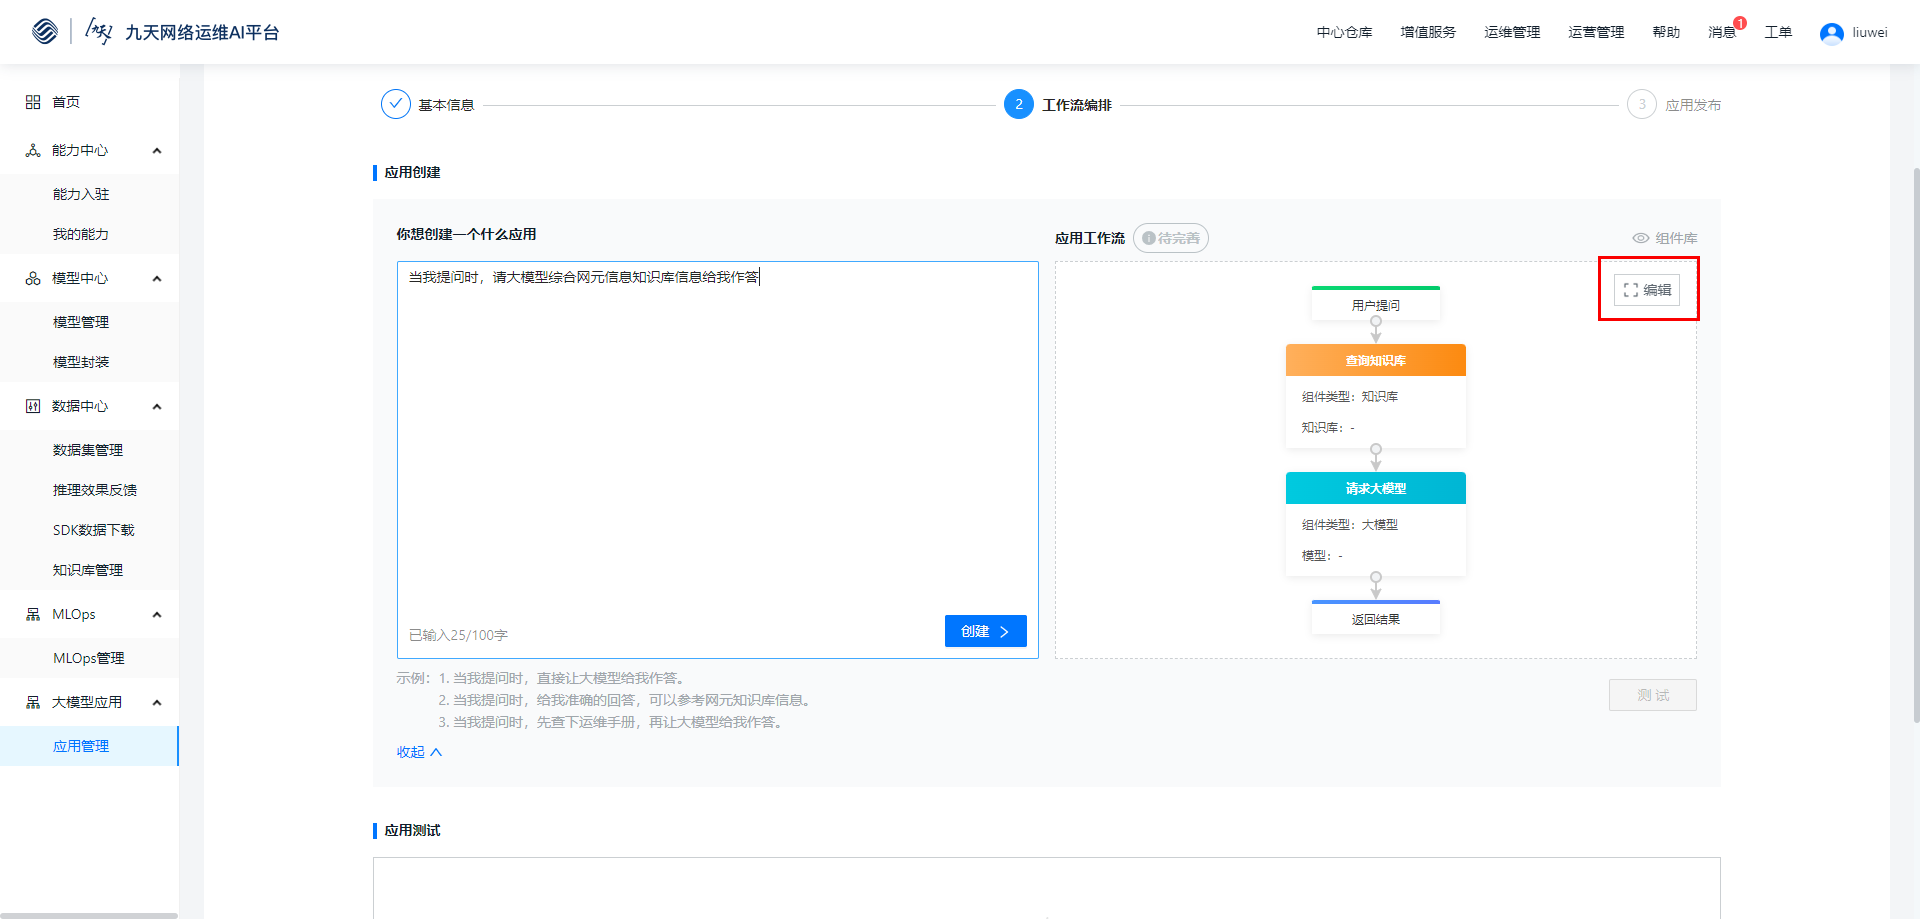 九天网络运维AI平台
中心仓库 增值服务 运维管理 运营管理 帮助 消息 1 工单 liuwei
首页
能力中心
能力入驻
我的能力
模型中心
模型管理
模型封装
数据中心
数据集管理
推理效果反馈
SDK数据下载
知识库管理
MLOps
MLOps管理
大模型应用
应用管理
基本信息 2 工作流编排 3 应用发布
应用创建
你想创建一个什么应用
当我提问时，请大模型综合网元信息知识库信息给我作答
已输入25/100字 创建
示例：1. 当我提问时，直接让大模型给我作答。
2. 当我提问时，给我准确的回答，可以参考网元知识库信息。
3. 当我提问时，先查下运维手册，再让大模型给我作答。
收起
应用工作流 待完善 组件库
编辑
用户提问
查询知识库
组件类型：知识库
知识库：-
请求大模型
组件类型：大模型
模型：-
返回结果
测 试
应用测试